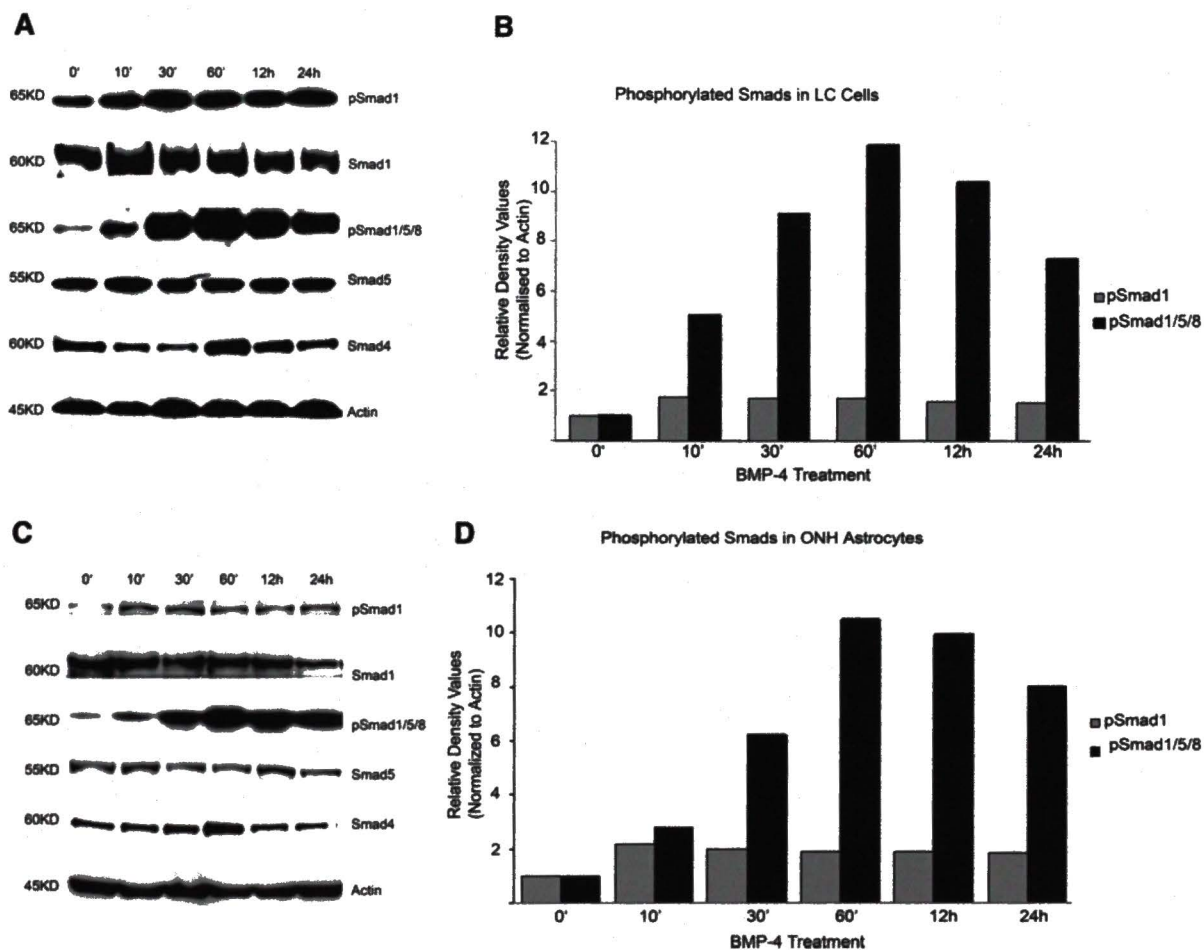 A
0' 10' 30' 60' 12h 24h
65KD pSmad1
60KD Smad1
65KD pSmad1/5/8
55KD Smad5
60KD Smad4
45KD Actin
B
Phosphorylated Smads in LC Cells
Relative Density Values
(Normalised to Actin)
12
10
8
6
4
2
0' 10' 30' 60' 12h 24h
BMP-4 Treatment
pSmad1
pSmad1/5/8
C
0' 10' 30' 60' 12h 24h
65KD pSmad1
60KD Smad1
65KD pSmad1/5/8
55KD Smad5
60KD Smad4
45KD Actin
D
Phosphorylated Smads in ONH Astrocytes
Relative Density Values
(Normalized to Actin)
12
10
8
6
4
2
0' 10' 30' 60' 12h 24h
BMP-4 Treatment
pSmad1
pSmad1/5/8